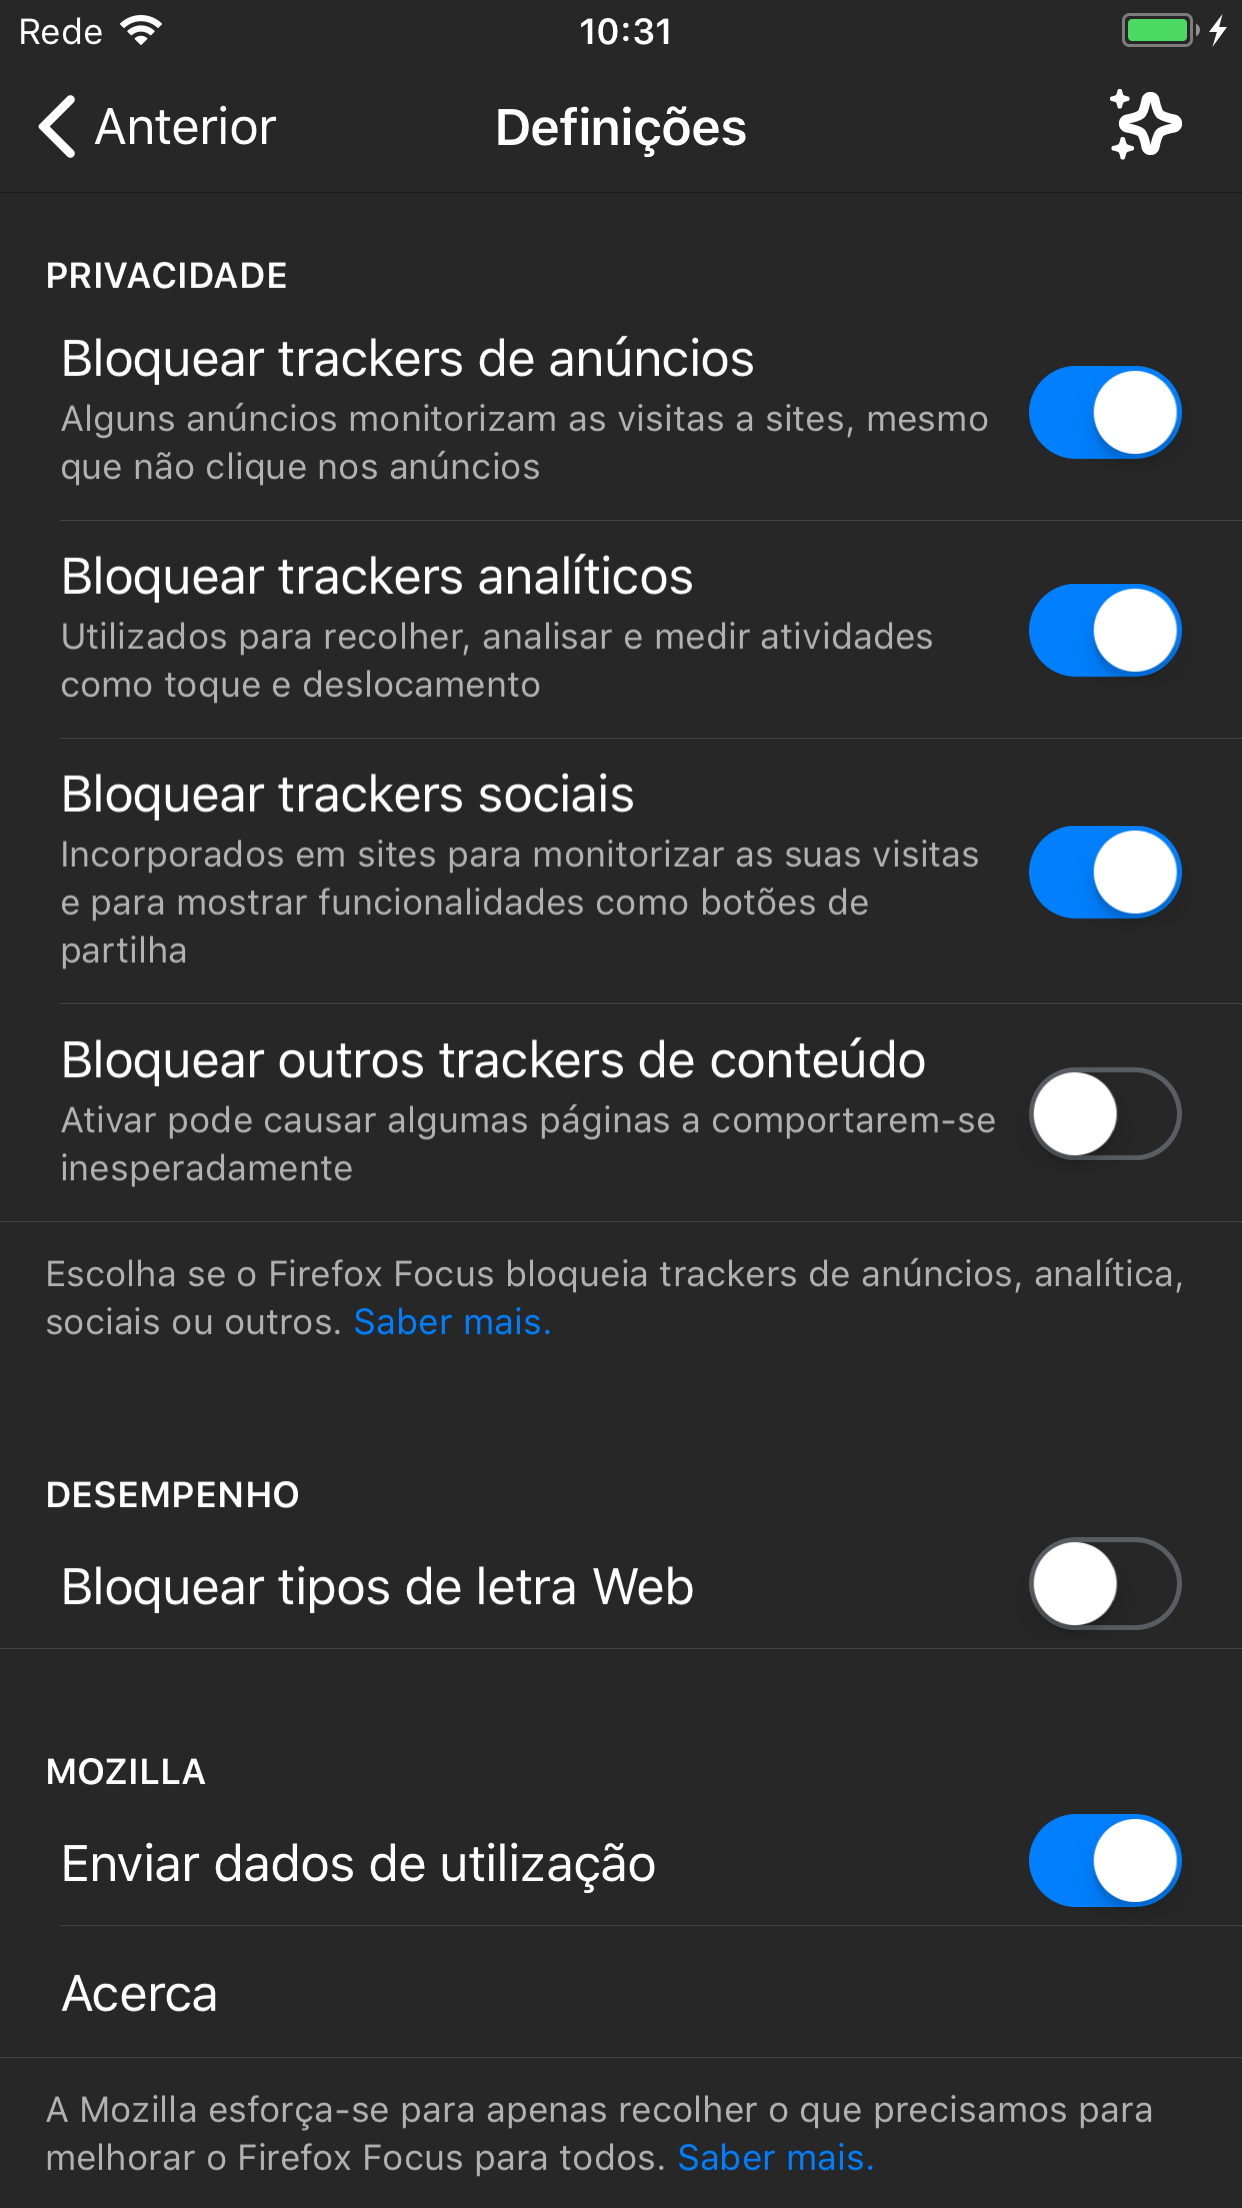 Rede
10:31
Anterior
Definições
PRIVACIDADE
Bloquear trackers de anúncios
Alguns anúncios monitorizam as visitas a sites, mesmo
que não clique nos anúncios
Bloquear trackers analíticos
Utilizados para recolher, analisar e medir atividades
como toque e deslocamento
Bloquear trackers sociais
Incorporados em sites para monitorizar as suas visitas
e para mostrar funcionalidades como botões de
partilha
Bloquear outros trackers de conteúdo
Ativar pode causar algumas páginas a comportarem-se
inesperadamente
Escolha se o Firefox Focus bloqueia trackers de anúncios, analítica,
sociais ou outros. Saber mais.
DESEMPENHO
Bloquear tipos de letra Web
MOZILLA
Enviar dados de utilização
Acerca
A Mozilla esforça-se para apenas recolher o que precisamos para
melhorar o Firefox Focus para todos. Saber mais.